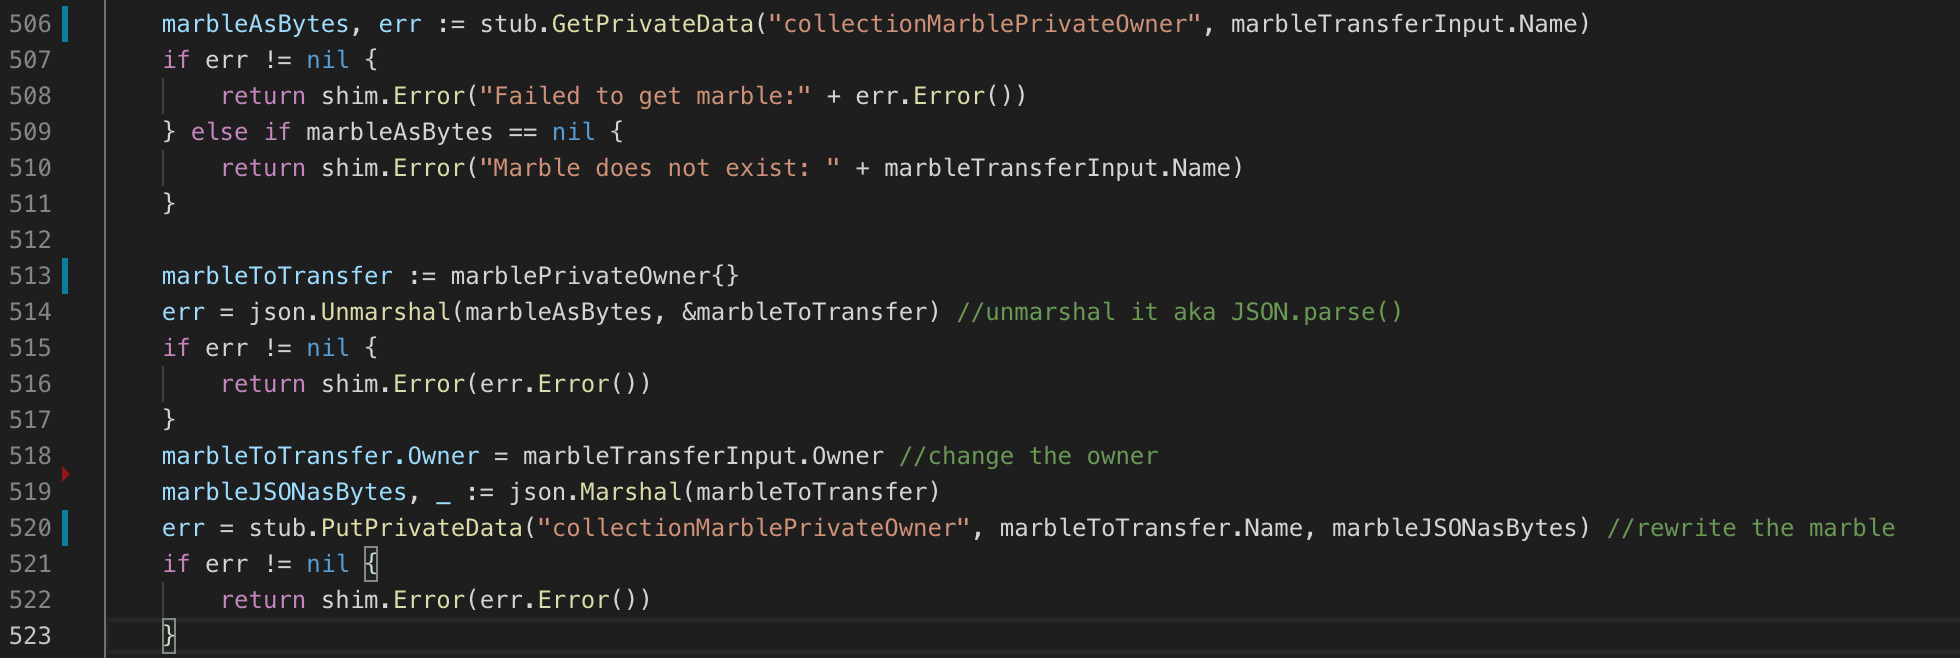 506 marbleAsBytes, err := stub.GetPrivateData("collectionMarblePrivateOwner", marbleTransferInput.Name)
507 if err != nil {
508 return shim.Error("Failed to get marble:" + err.Error())
509 } else if marbleAsBytes == nil {
510 return shim.Error("Marble does not exist: " + marbleTransferInput.Name)
511 }
512
513 marbleToTransfer := marblePrivateOwner{}
514 err = json.Unmarshal(marbleAsBytes, &marbleToTransfer) //unmarshal it aka JSON.parse()
515 if err != nil {
516 return shim.Error(err.Error())
517 }
518 marbleToTransfer.Owner = marbleTransferInput.Owner //change the owner
519 marbleJSONasBytes, _ := json.Marshal(marbleToTransfer)
520 err = stub.PutPrivateData("collectionMarblePrivateOwner", marbleToTransfer.Name, marbleJSONasBytes) //rewrite the marble
521 if err != nil {
522 return shim.Error(err.Error())
523 }